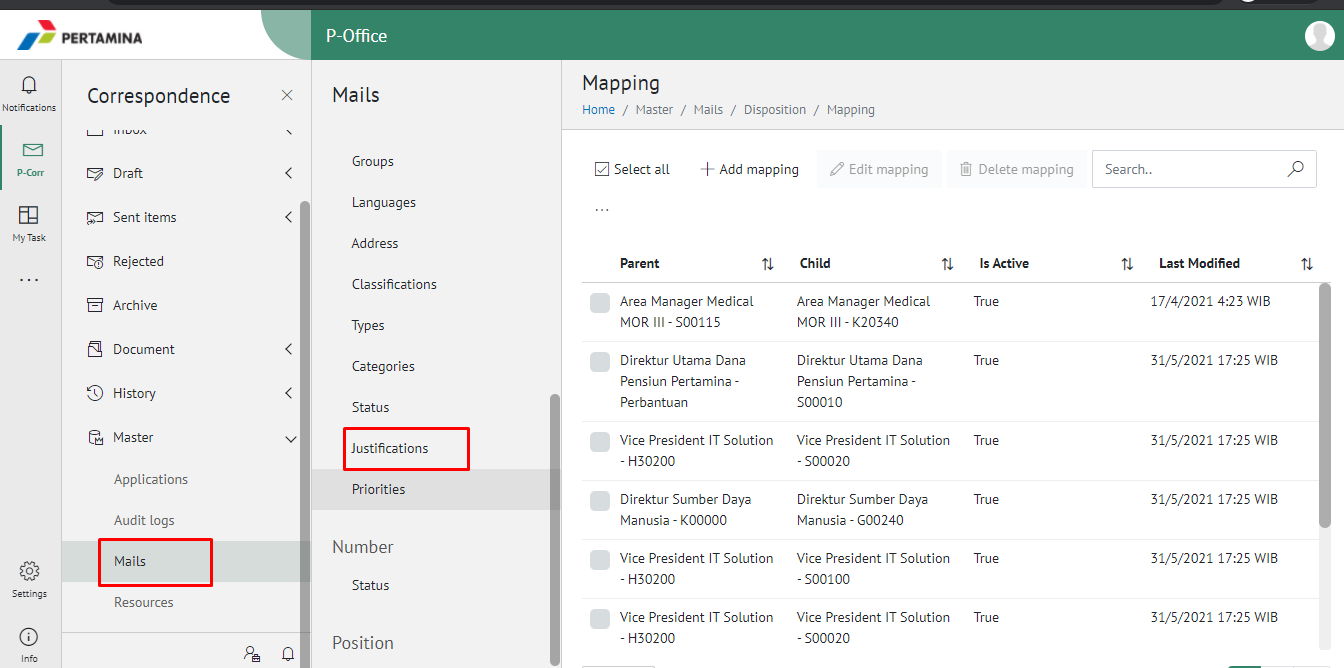 PERTAMINA
P-Office
Notifications
P-Corr
My Task
...
Settings
Info
Correspondence
Inbox
Draft
Sent items
Rejected
Archive
Document
History
Master
Applications
Audit logs
Mails
Resources
Mails
Groups
Languages
Address
Classifications
Types
Categories
Status
Justifications
Priorities
Number
Status
Position
Mapping
Home / Master / Mails / Disposition / Mapping
Select all Add mapping Edit mapping Delete mapping Search..
...
Parent Child Is Active Last Modified
Area Manager Medical Area Manager Medical True 17/4/2021 4:23 WIB
MOR III - S00115 MOR III - K20340
Direktur Utama Dana Direktur Utama Dana True 31/5/2021 17:25 WIB
Pensiun Pertamina - Pensiun Pertamina -
Perbantuan S00010
Vice President IT Solution Vice President IT Solution True 31/5/2021 17:25 WIB
- H30200 - S00020
Direktur Sumber Daya Direktur Sumber Daya True 31/5/2021 17:25 WIB
Manusia - K00000 Manusia - G00240
Vice President IT Solution Vice President IT Solution True 31/5/2021 17:25 WIB
- H30200 - S00100
Vice President IT Solution Vice President IT Solution True 31/5/2021 17:25 WIB
- H30200 - S00020